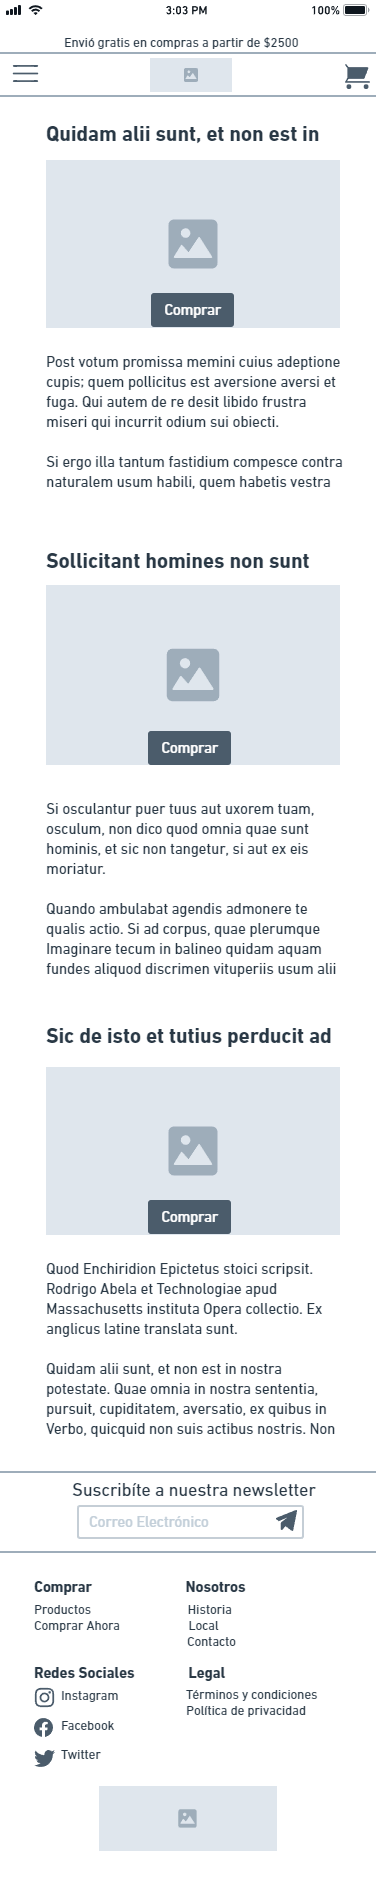 3:03 PM
100%
Envió gratis en compras a partir de $2500
Quidam alii sunt, et non est in
Comprar
Post votum promissa memini cuius adeptione
cupis; quem pollicitus est aversione aversi et
fuga. Qui autem de re desit libido frustra
miseri qui incurrit odium sui obiecti.
Si ergo illa tantum fastidium compesce contra
naturalem usum habili, quem habetis vestra
Sollicitant homines non sunt
Comprar
Si osculantur puer tuus aut uxorem tuam,
osculum, non dico quod omnia quae sunt
hominis, et sic non tangetur, si aut ex eis
moriatur.
Quando ambulabat agendis admonere te
qualis actio. Si ad corpus, quae plerumque
Imaginare tecum in balineo quidam aquam
fundes aliquod discrimen vituperiis usum alii
Sic de isto et tutius perducit ad
Comprar
Quod Enchiridion Epictetus stoici scripsit.
Rodrigo Abela et Technologiae apud
Massachusetts instituta Opera collectio. Ex
anglicus latine translata sunt.
Quidam alii sunt, et non est in nostra
potestate. Quae omnia in nostra sententia,
pursuit, cupiditatem, aversatio, ex quibus in
Verbo, quicquid non suis actibus nostris. Non
Suscribíte a nuestra newsletter
Correo Electrónico
Comprar
Productos
Comprar Ahora
Nosotros
Historia
Local
Contacto
Redes Sociales
Instagram
Facebook
Twitter
Legal
Términos y condiciones
Política de privacidad